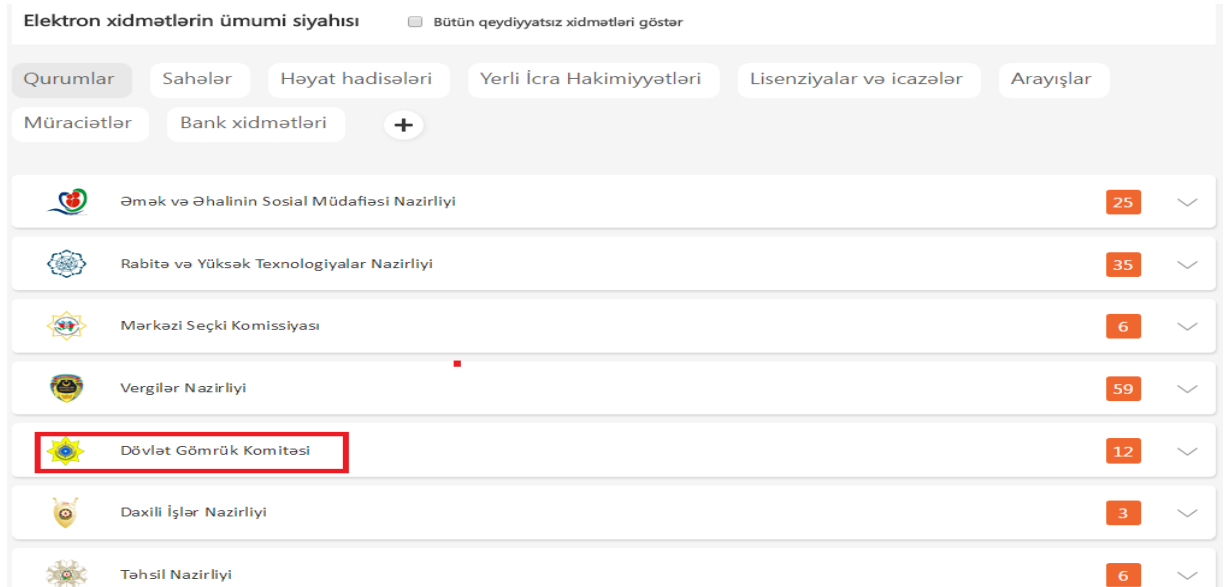 Elektron xidmətlərin ümumi siyahısı Bütün qeydiyyatsız xidmətləri göstər
Qurumlar Sahələr Həyat hadisələri Yerli İcra Hakimiyyətləri Lisenziyalar və icazələr Arayışlar
Müraciətlər Bank xidmətləri +
Əmək və Əhalinin Sosial Müdafiəsi Nazirliyi 25
Rabitə və Yüksək Texnologiyalar Nazirliyi 35
Mərkəzi Seçki Komissiyası 6
Vergilər Nazirliyi 59
Dövlət Gömrük Komitəsi 12
Daxili İşlər Nazirliyi 3
Təhsil Nazirliyi 6